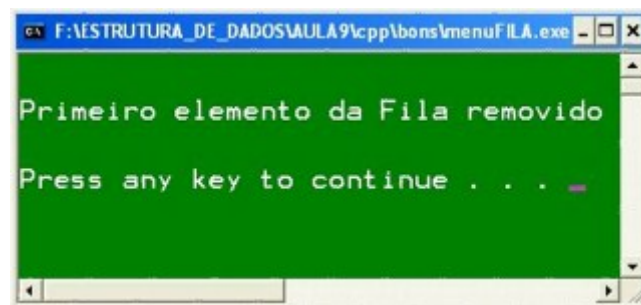 F:\ESTRUTURA_DE_DADOS\AULA9\cpp\bons\menuFILA.exe
Primeiro elemento da Fila removido
Press any key to continue . . .